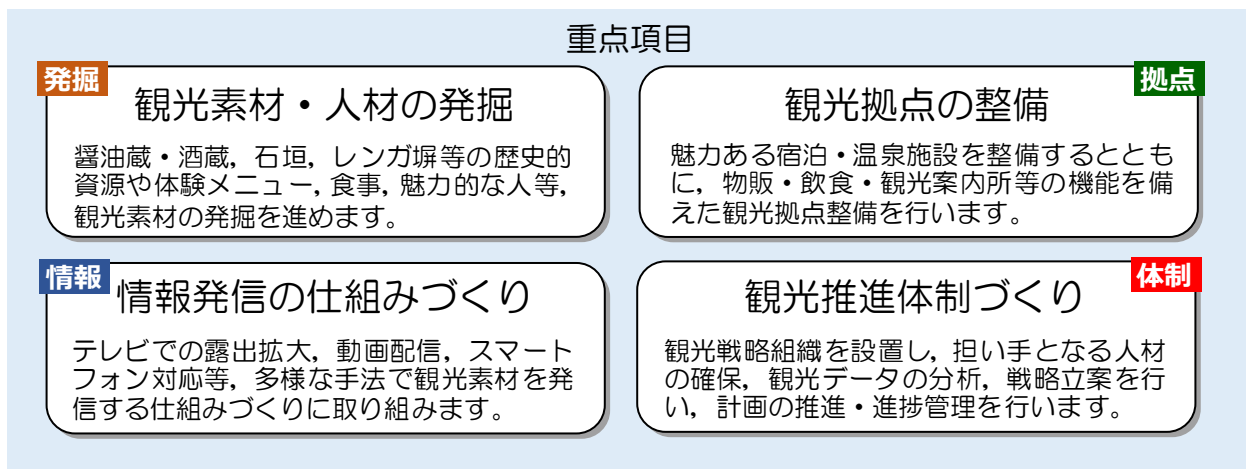 重点項目
発掘
観光素材・人材の発掘
醤油蔵・酒蔵，石垣，レンガ塀等の歴史的
資源や体験メニュー，食事，魅力的な人等，
観光素材の発掘を進めます。
拠点
観光拠点の整備
魅力ある宿泊・温泉施設を整備するととも
に，物販・飲食・観光案内所等の機能を備
えた観光拠点整備を行います。
情報
情報発信の仕組みづくり
テレビでの露出拡大，動画配信，スマート
フォン対応等，多様な手法で観光素材を発
信する仕組みづくりに取り組みます。
体制
観光推進体制づくり
観光戦略組織を設置し，担い手となる人材
の確保，観光データの分析，戦略立案を行
い，計画の推進・進捗管理を行います。